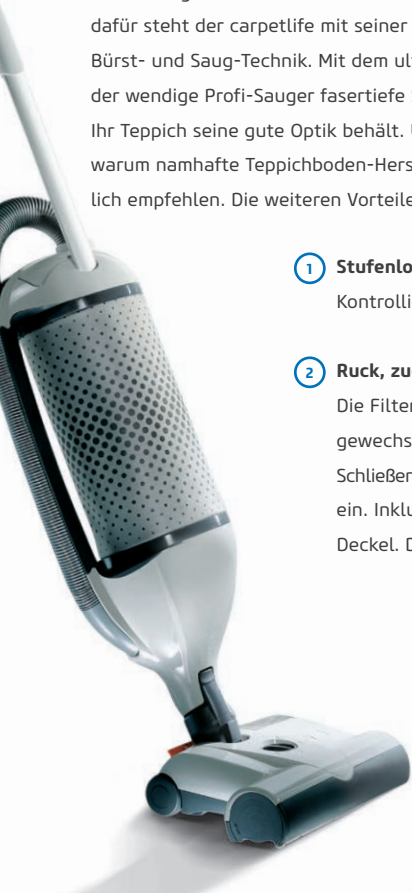 dafür steht der carpetlife mit seiner
Bürst- und Saug-Technik. Mit dem
der wendige Profi-Sauger fasertiefe
Ihr Teppich seine gute Optik behält.
warum namhafte Teppichboden-Hers
lich empfehlen. Die weiteren Vorteile
1 Stufenlo
Kontrolli
2 Ruck, zu
Die Filter
gewechs
Schließer
ein. Inklu
Deckel. D